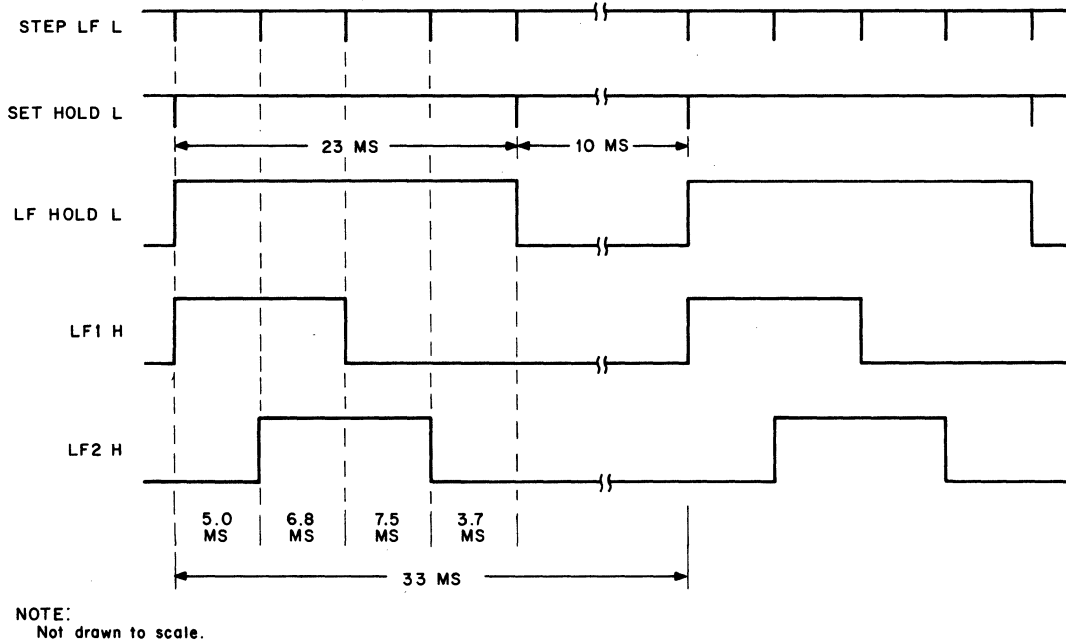 STEP LF L
SET HOLD L
23 MS
10 MS
LF HOLD L
LF1 H
LF2 H
5.0 MS
6.8 MS
7.5 MS
3.7 MS
33 MS
NOTE:
Not drawn to scale.